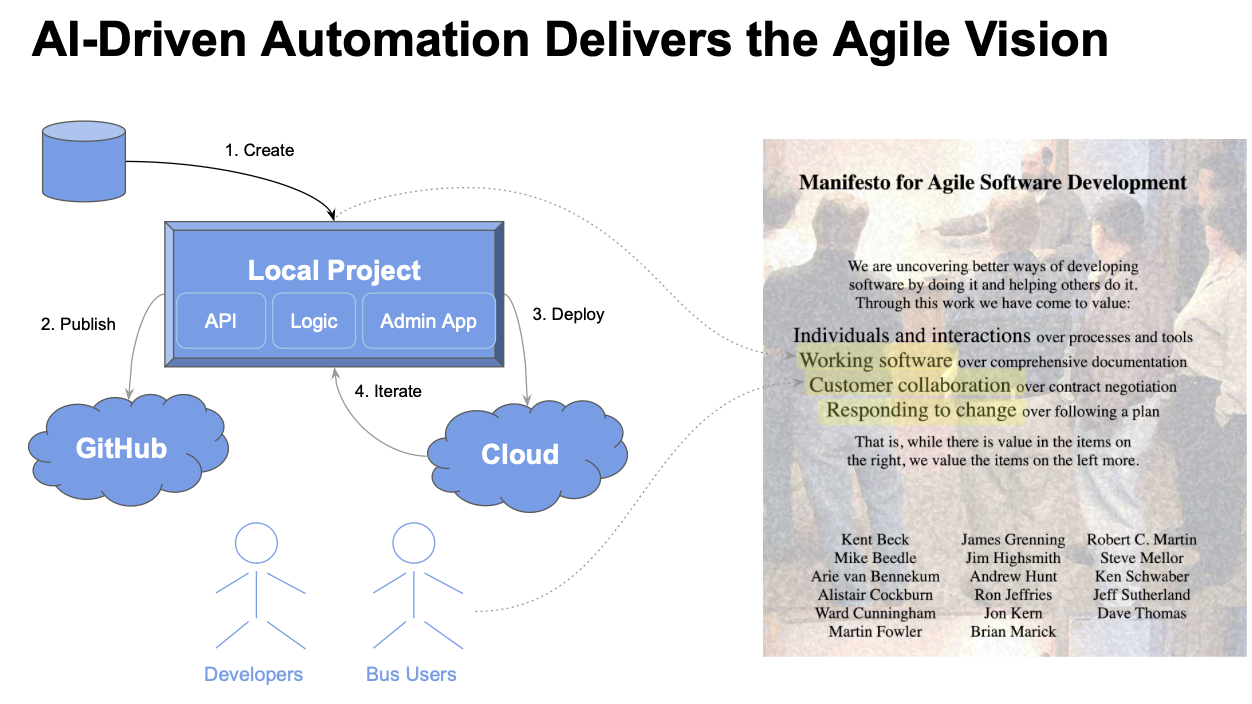 AI-Driven Automation Delivers the Agile Vision
1. Create
Local Project
API
Logic
Admin App
2. Publish
3. Deploy
4. Iterate
GitHub
Cloud
Developers
Bus Users
Manifesto for Agile Software Development
We are uncovering better ways of developing
software by doing it and helping others do it.
Through this work we have come to value:
Individuals and interactions over processes and tools
Working software over comprehensive documentation
Customer collaboration over contract negotiation
Responding to change over following a plan
That is, while there is value in the items on
the right, we value the items on the left more.
Kent Beck
Mike Beedle
Arie van Bennekum
Alistair Cockburn
Ward Cunningham
Martin Fowler
James Grenning
Jim Highsmith
Andrew Hunt
Ron Jeffries
Jon Kern
Brian Marick
Robert C. Martin
Steve Mellor
Ken Schwaber
Jeff Sutherland
Dave Thomas